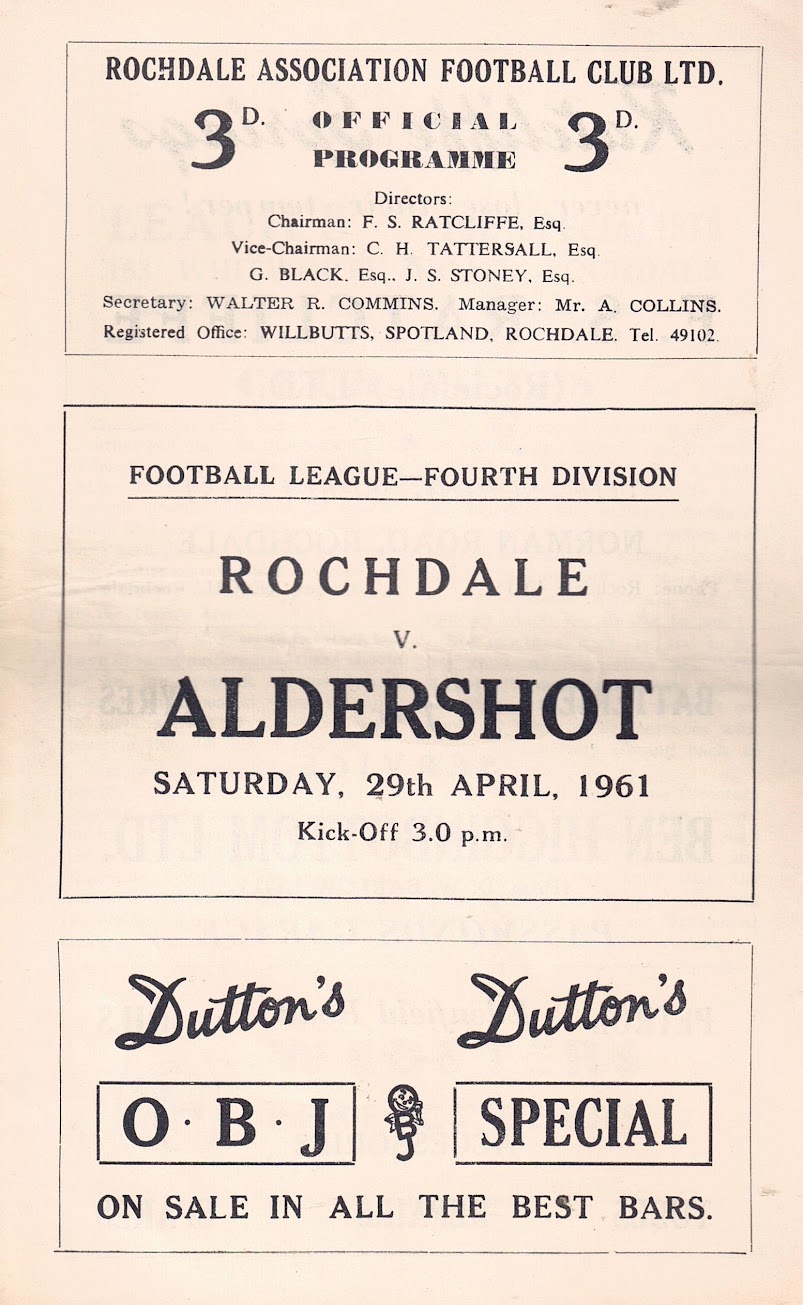 ROCHDALE ASSOCIATION FOOTBALL CLUB LTD.
3D. OFFICIAL 3D.
PROGRAMME
Directors:
Chairman: F. S. RATCLIFFE, Esq.
Vice-Chairman: C. H. TATTERSALL, Esq.
G. BLACK, Esq., J. S. STONEY, Esq.
Secretary: WALTER R. COMMINS. Manager: Mr. A. COLLINS.
Registered Office: WILLBUTTS, SPOTLAND, ROCHDALE. Tel. 49102.
FOOTBALL LEAGUE—FOURTH DIVISION
ROCHDALE
V.
ALDERSHOT
SATURDAY, 29th APRIL, 1961
Kick-Off 3.0 p.m.
Dutton's Dutton's
O·B·J OBJ SPECIAL
ON SALE IN ALL THE BEST BARS.